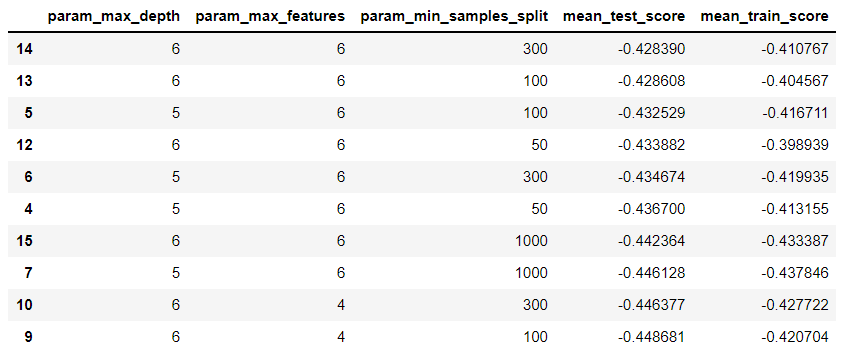 param_max_depth param_max_features param_min_samples_split mean_test_score mean_train_score
14 6 6 300 -0.428390 -0.410767
13 6 6 100 -0.428608 -0.404567
5 5 6 100 -0.432529 -0.416711
12 6 6 50 -0.433882 -0.398939
6 5 6 300 -0.434674 -0.419935
4 5 6 50 -0.436700 -0.413155
15 6 6 1000 -0.442364 -0.433387
7 5 6 1000 -0.446128 -0.437846
10 6 4 300 -0.446377 -0.427722
9 6 4 100 -0.448681 -0.420704